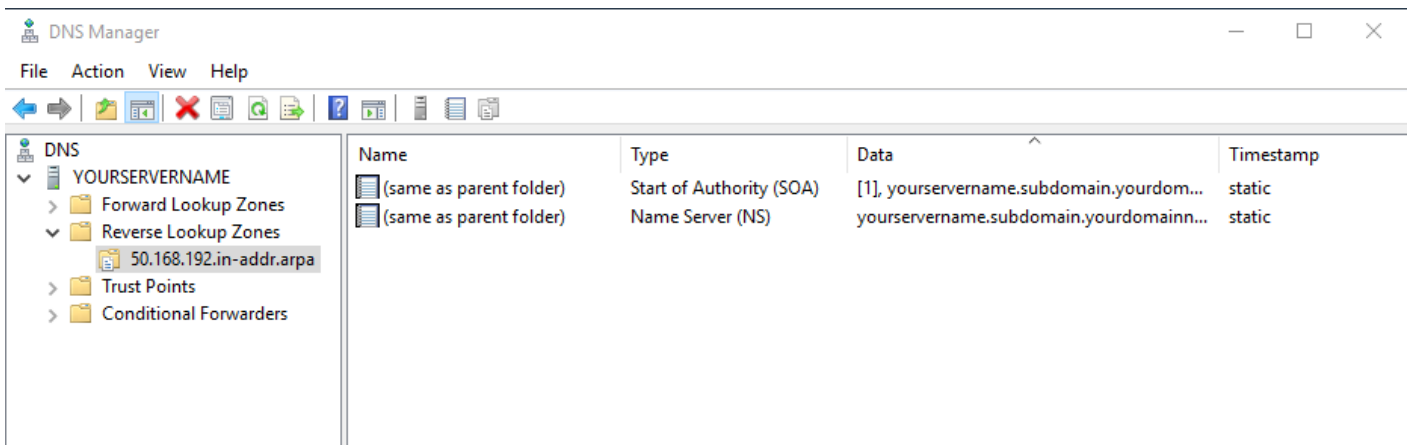 DNS Manager
File Action View Help
DNS
YOURSERVERNAME
Forward Lookup Zones
Reverse Lookup Zones
50.168.192.in-addr.arpa
Trust Points
Conditional Forwarders
Name Type Data Timestamp
(same as parent folder) Start of Authority (SOA) [1], yourservername.subdomain.yourdom... static
(same as parent folder) Name Server (NS) yourservername.subdomain.yourdomainn... static